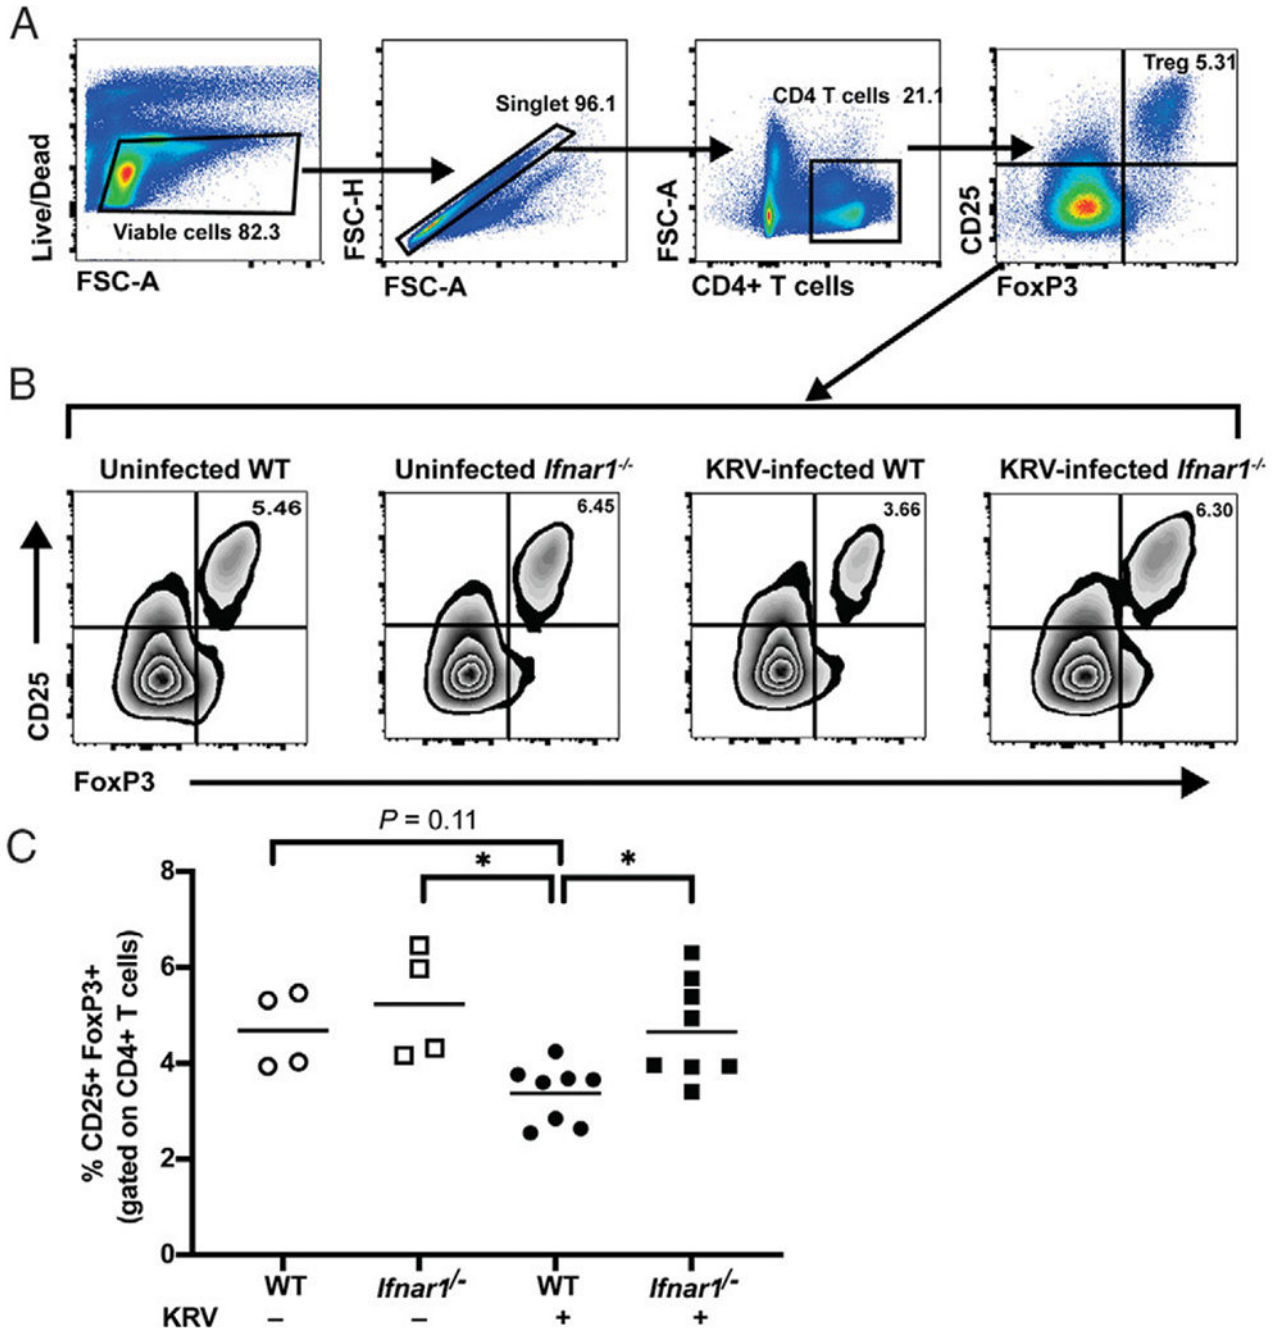 A
Live/Dead
Viable cells 82.3
FSC-A
FSC-H
Singlet 96.1
FSC-A
FSC-A
CD4 T cells 21.1
CD4+ T cells
CD25
Treg 5.31
FoxP3
B
Uninfected WT
Uninfected Ifnar1-/-
KRV-infected WT
KRV-infected Ifnar1-/-
5.46
6.45
3.66
6.30
CD25
FoxP3
C
P = 0.11
*
*
% CD25+ FoxP3+
(gated on CD4+ T cells)
8
6
4
2
0
WT
Ifnar1/-
WT
Ifnar1/-
KRV – – + +